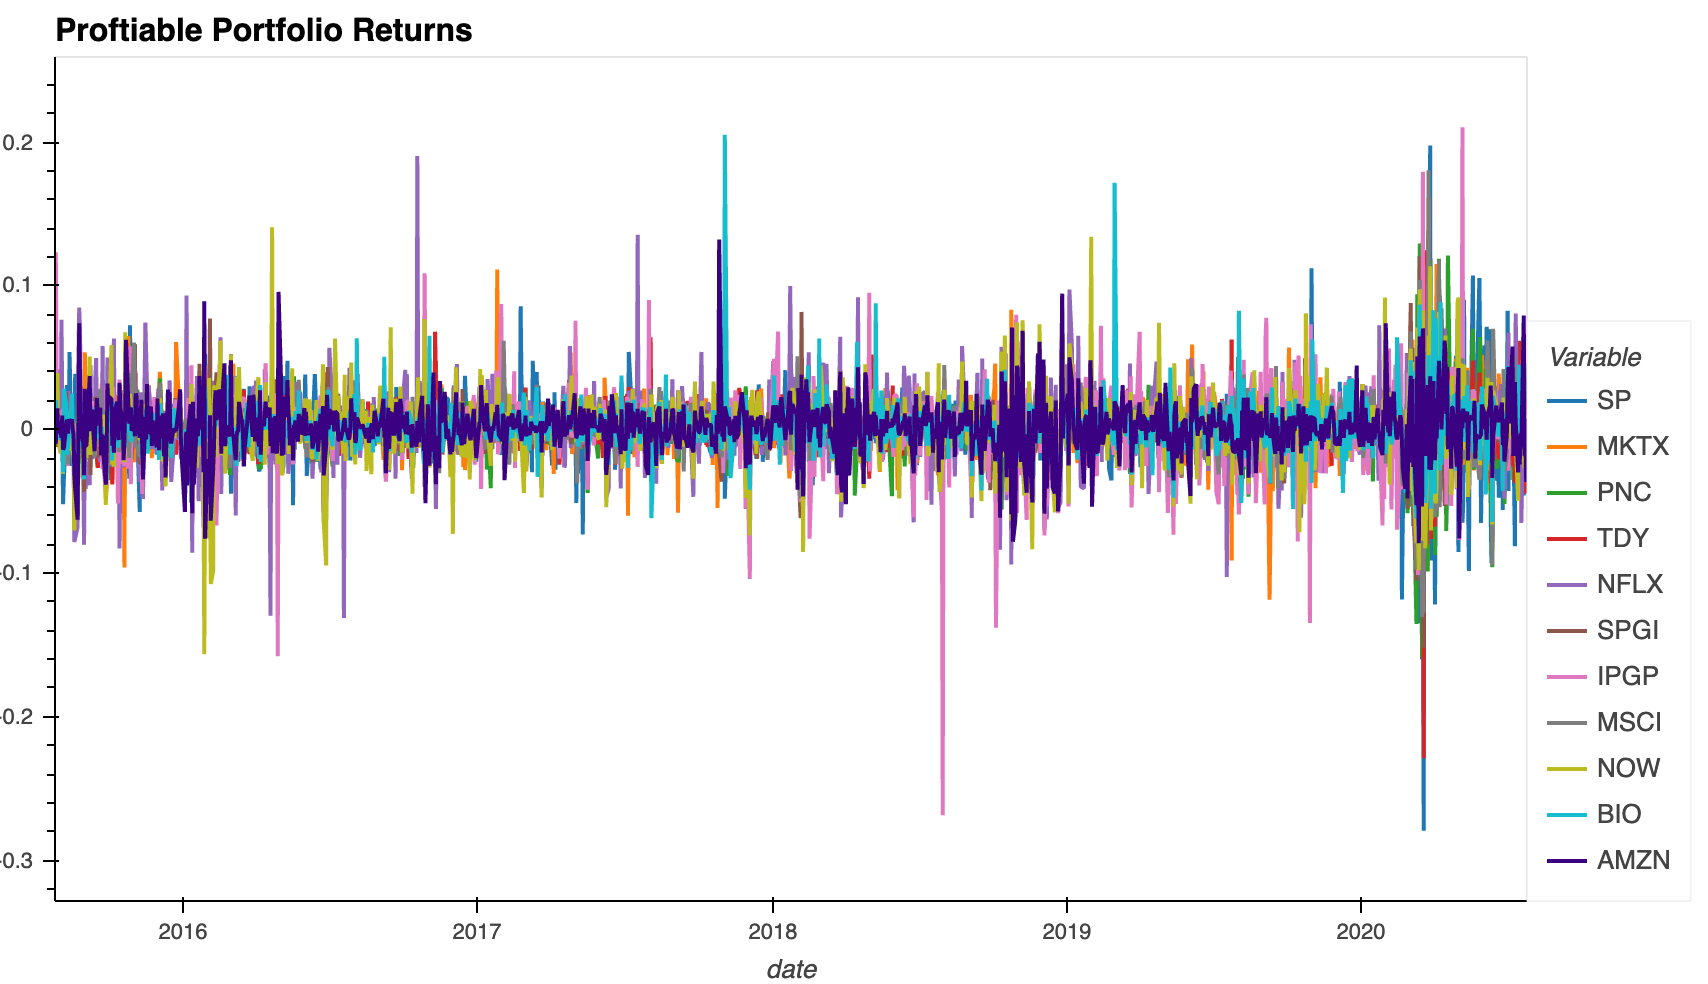 Proftiable Portfolio Returns
0.2
0.1
0
-0.1
-0.2
-0.3
2016 2017 2018 2019 2020
date
Variable
SP
MKTX
PNC
TDY
NFLX
SPGI
IPGP
MSCI
NOW
BIO
AMZN